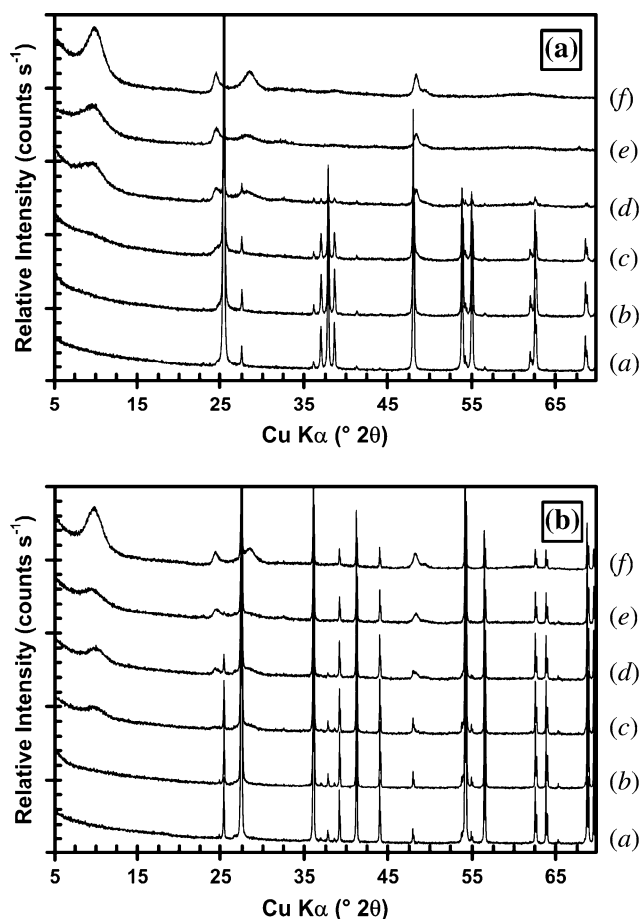 (a)
Relative Intensity (counts s⁻¹)
(f)
(e)
(d)
(c)
(b)
(a)
5 15 25 35 45 55 65
Cu Kα (° 2θ)
(b)
Relative Intensity (counts s⁻¹)
(f)
(e)
(d)
(c)
(b)
(a)
5 15 25 35 45 55 65
Cu Kα (° 2θ)